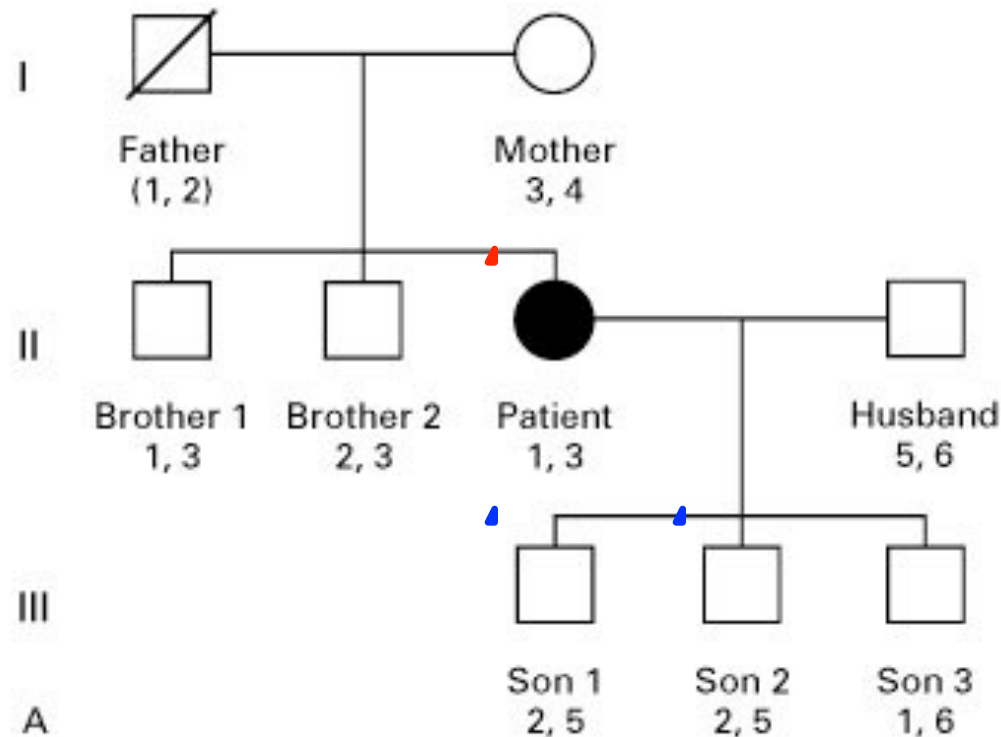 I
Father
(1, 2)
Mother
3, 4
II
Brother 1
1, 3
Brother 2
2, 3
Patient
1, 3
Husband
5, 6
III
Son 1
2, 5
Son 2
2, 5
Son 3
1, 6
A